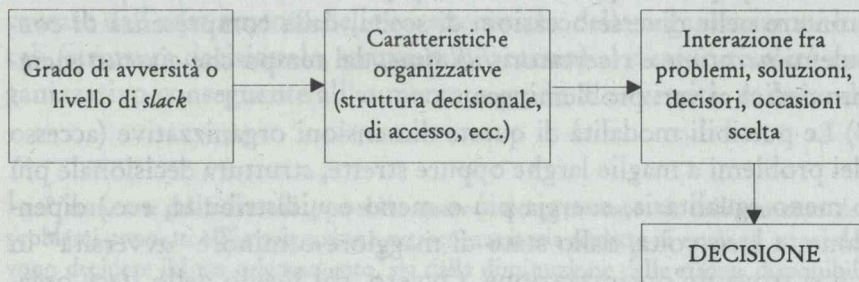 Grado di avversità o
livello di slack
Caratteristiche
organizzative
(struttura decisionale,
di accesso, ecc.)
Interazione fra
problemi, soluzioni,
decisori, occasioni
scelta
DECISIONE